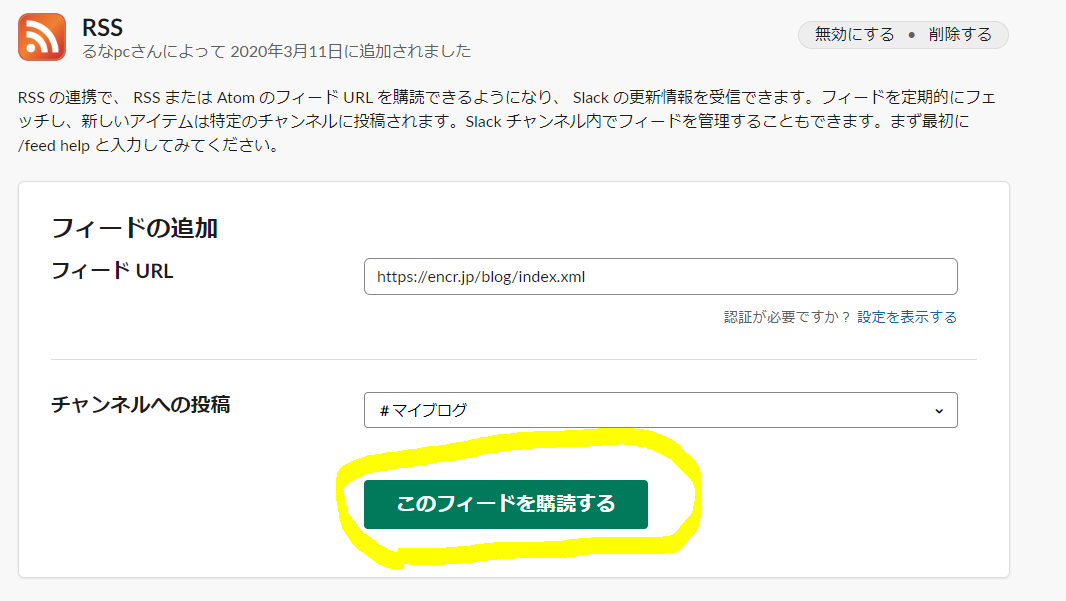 RSS
るなpcさんによって 2020年3月11日に追加されました
無効にする • 削除する
RSS の連携で、 RSS または Atom のフィード URL を購読できるようになり、 Slack の更新情報を受信できます。フィードを定期的にフェ
ッチし、新しいアイテムは特定のチャンネルに投稿されます。Slack チャンネル内でフィードを管理することもできます。まず最初に
/feed help と入力してみてください。
フィードの追加
フィード URL
https://encr.jp/blog/index.xml
認証が必要ですか？ 設定を表示する
チャンネルへの投稿
# マイブログ
このフィードを購読する